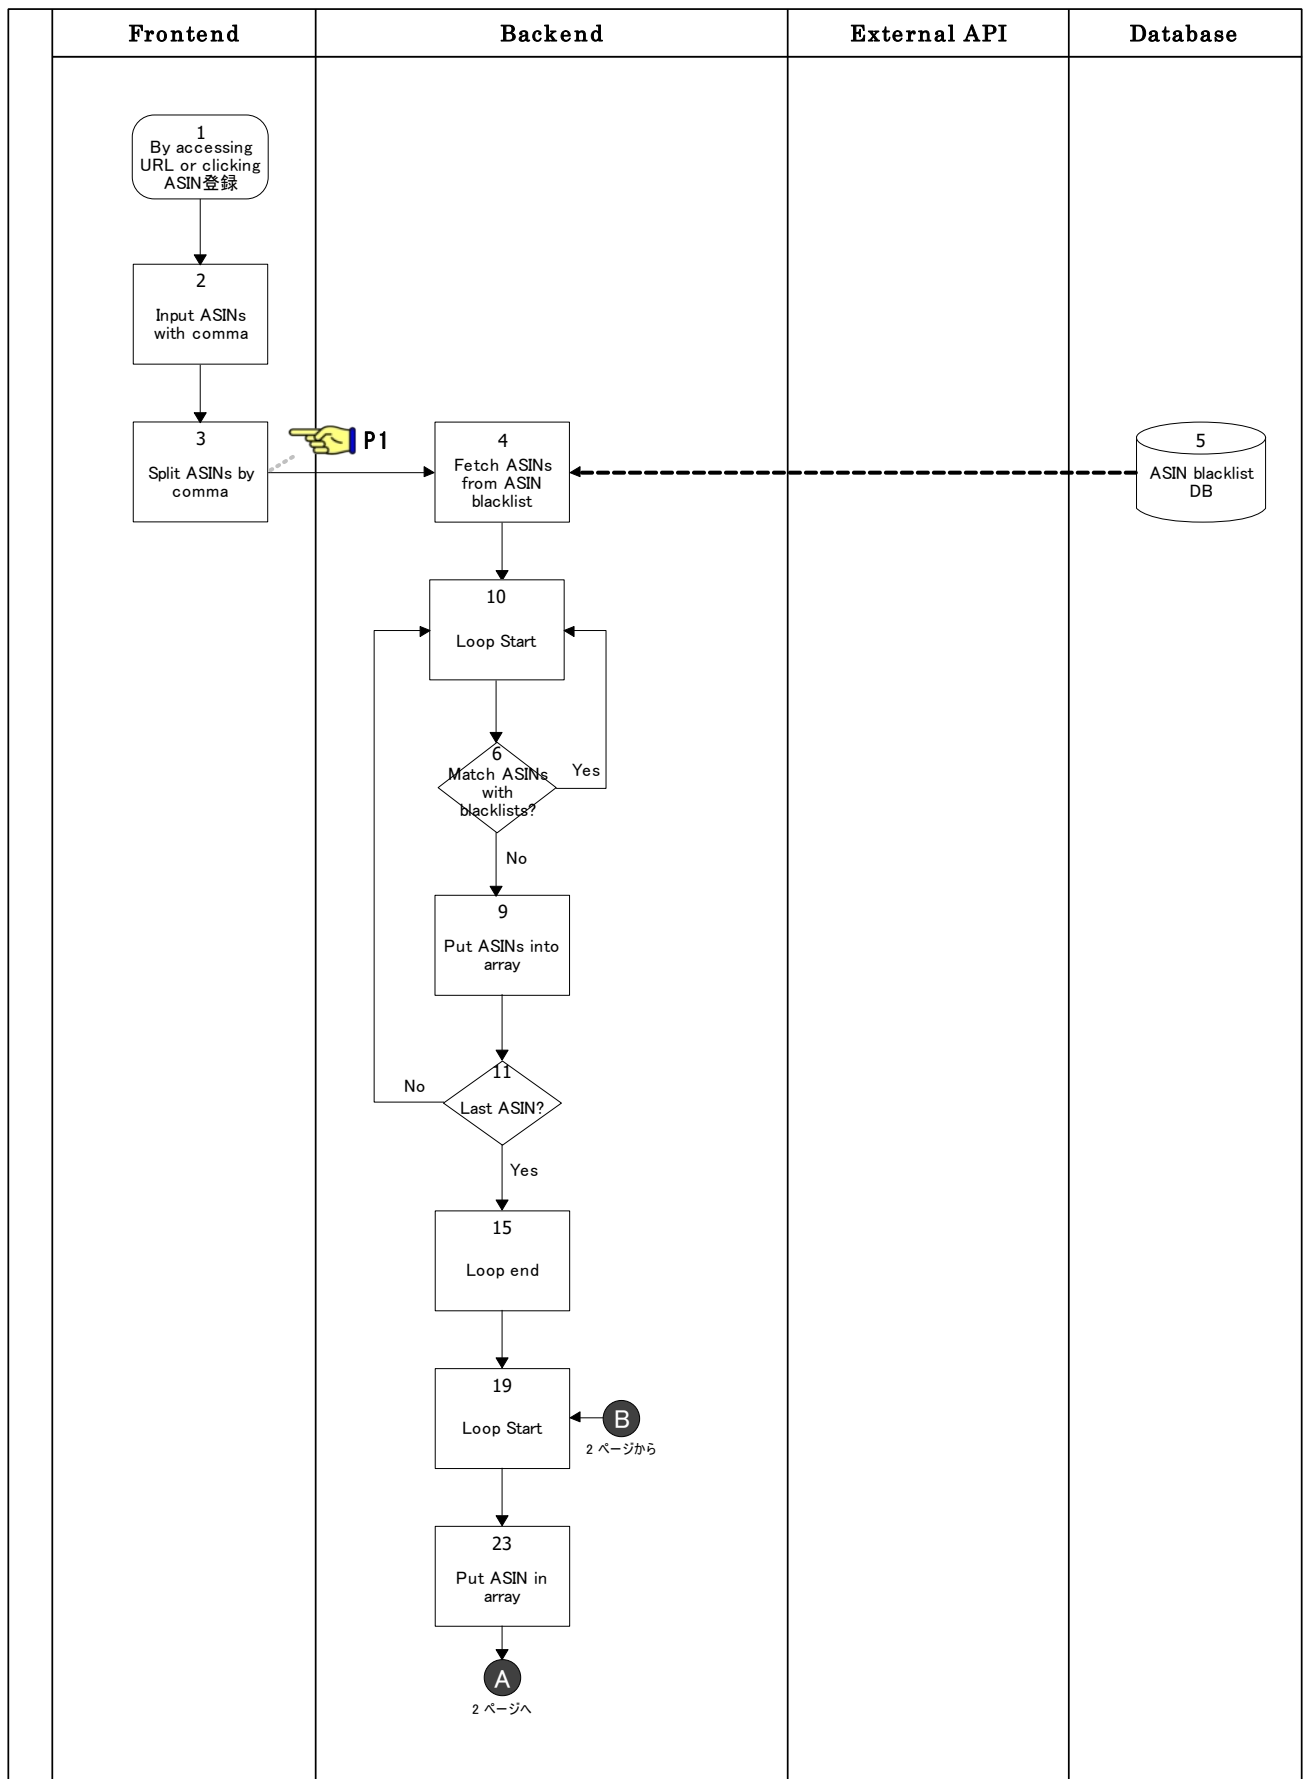 Frontend
Backend
External API
Database
1
By accessing
URL or clicking
ASIN登録
2
Input ASINs
with comma
3
Split ASINs by
comma
P1
4
Fetch ASINs
from ASIN
blacklist
5
ASIN blacklist
DB
10
Loop Start
6
Match ASINs
with
blacklists?
Yes
No
9
Put ASINs into
array
11
Last ASIN?
No
Yes
15
Loop end
19
Loop Start
B
2 ページから
23
Put ASIN in
array
A
2 ページへ